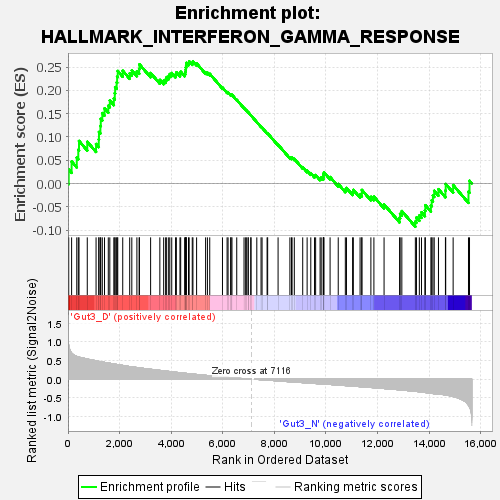 Enrichment plot:
HALLMARK_INTERFERON_GAMMA_RESPONSE
Enrichment score (ES)
0.25
0.20
0.15
0.10
0.05
0.00
-0.05
-0.10
'Gut3_D' (positively correlated)
Ranked list metric (Signal2Noise)
1.5
1.0
0.5
0.0
-0.5
-1.0
Zero cross at 7116
'Gut3_N' (negatively correlated)
0 2,000 4,000 6,000 8,000 10,000 12,000 14,000 16,000
Rank in Ordered Dataset
Enrichment profile Hits Ranking metric scores